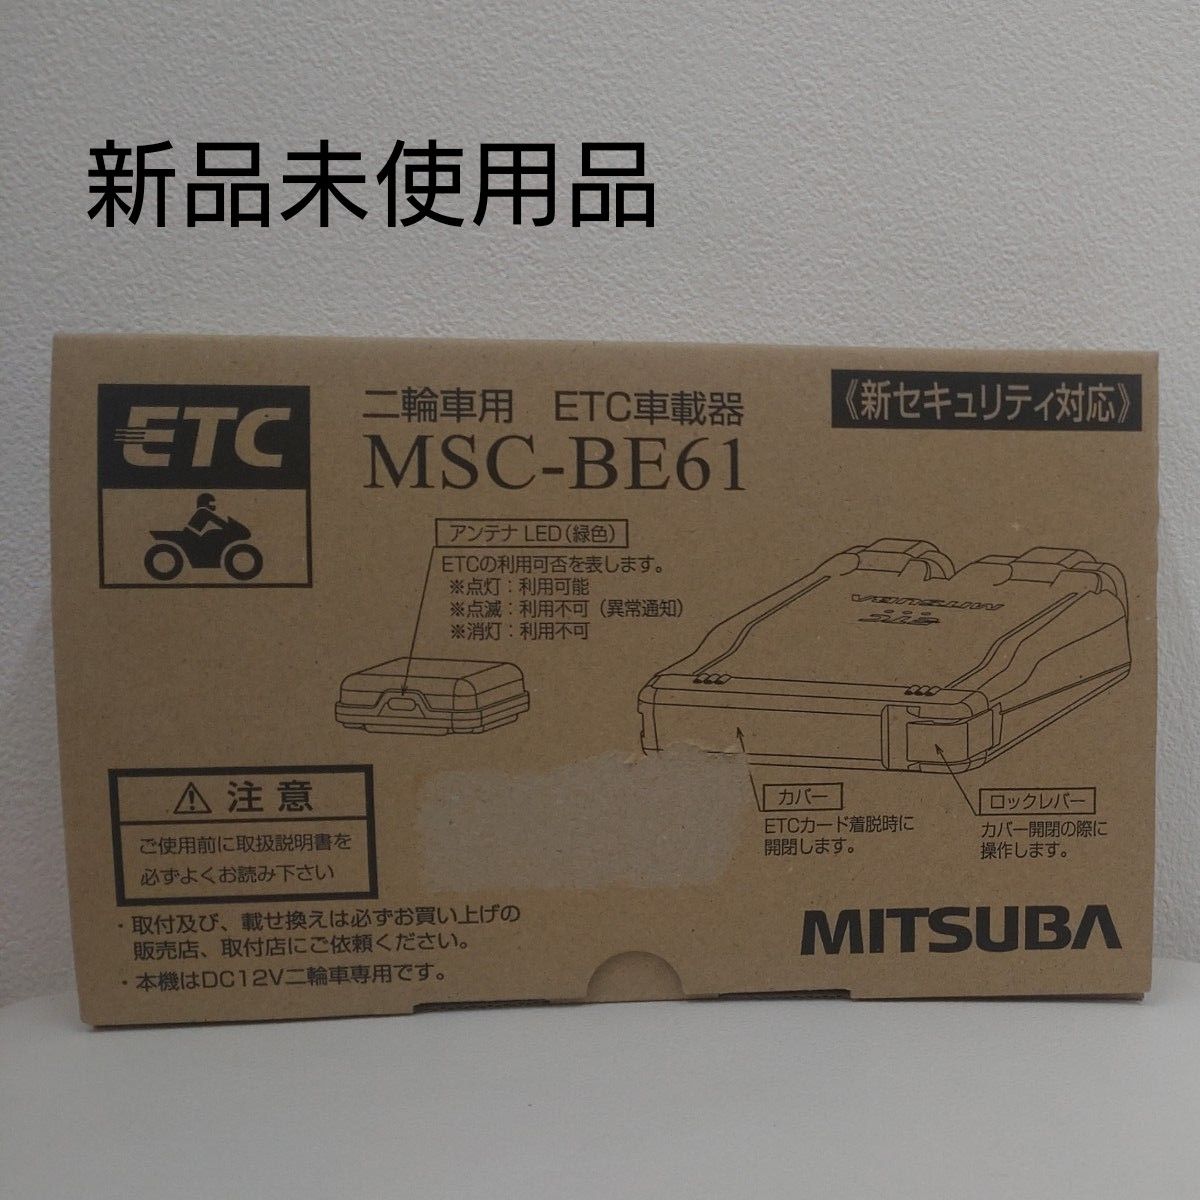 新品未使用品
ETC
二輪車用 ETC車載器
MSC-BE61
《新セキュリティ対応》
アンテナ LED(緑色)
ETCの利用可否を表します。
※点灯:利用可能
※点滅:利用不可(異常通知)
※消灯:利用不可
MITSUBA
ETC
カバー
ETCカード着脱時に
開閉します。
ロックレバー
カバー開閉の際に
操作します。
⚠注意
ご使用前に取扱説明書を
必ずよくお読み下さい
・取付及び、載せ換えは必ずお買い上げの
販売店、取付店にご依頼ください。
・本機はDC12V二輪車専用です。
MITSUBA